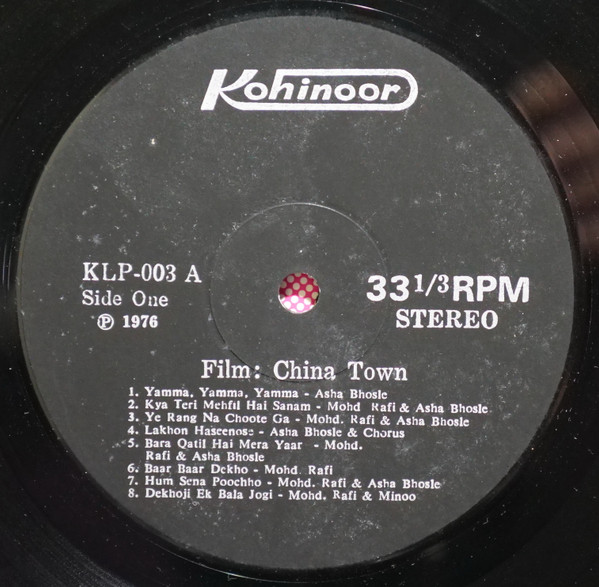 Kohinoor
KLP-003 A
Side One
℗ 1976
33 1/3 RPM
STEREO
Film: China Town
1. Yamma, Yamma, Yamma - Asha Bhosle
2. Kya Teri Mehfil Hai Sanam - Mohd Rafi & Asha Bhosle
3. Ye Rang Na Choote Ga - Mohd. Rafi & Asha Bhosle
4. Lakhon Haseenose - Asha Bhosle & Chorus
5. Bara Qatil Hai Mera Yaar - Mohd.
Rafi & Asha Bhosle
6. Baar Baar Dekho - Mohd. Rafi
7. Hum Sena Poochho - Mohd. Rafi & Asha Bhosle
8. Dekhoji Ek Bala Jogi - Mohd. Rafi & Minoo